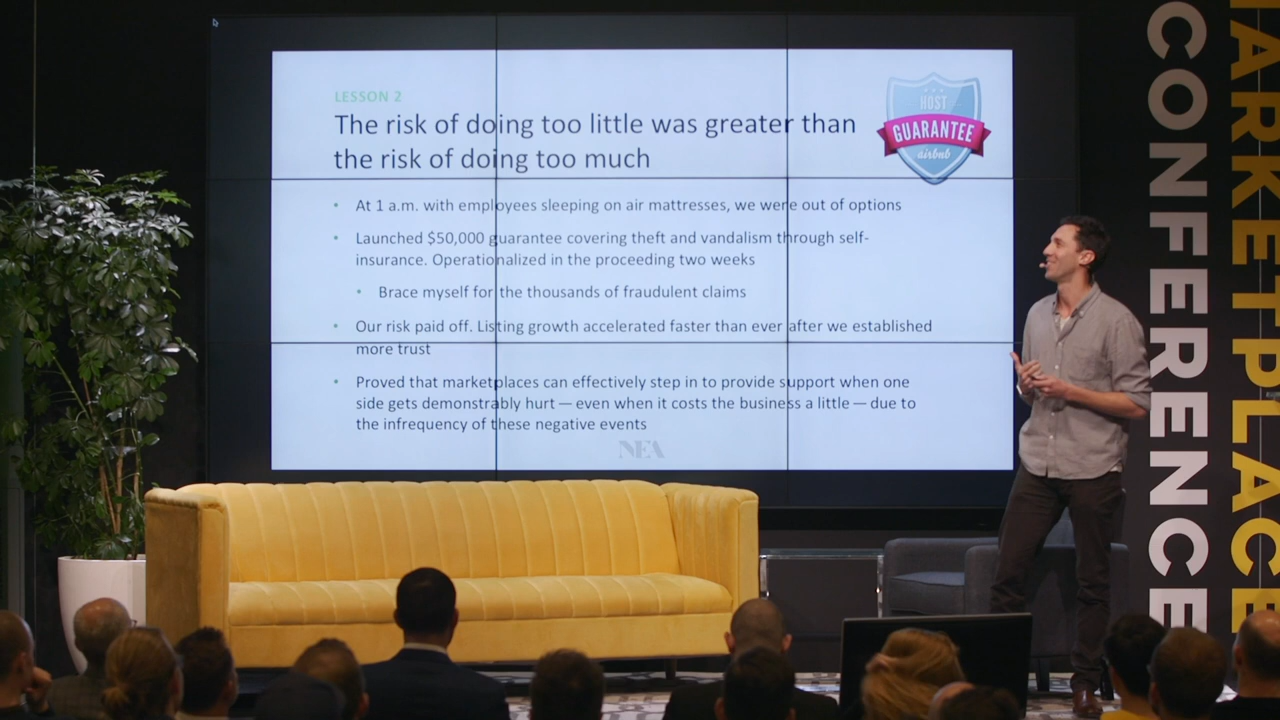 LESSON 2
The risk of doing too little was greater than
the risk of doing too much
HOST
GUARANTEE
airbnb
• At 1 a.m. with employees sleeping on air mattresses, we were out of options
• Launched $50,000 guarantee covering theft and vandalism through self-
insurance. Operationalized in the proceeding two weeks
• Brace myself for the thousands of fraudulent claims
• Our risk paid off. Listing growth accelerated faster than ever after we established
more trust
• Proved that marketplaces can effectively step in to provide support when one
side gets demonstrably hurt — even when it costs the business a little — due to
the infrequency of these negative events
NEA
CONFERENCE
ARKETPLACE